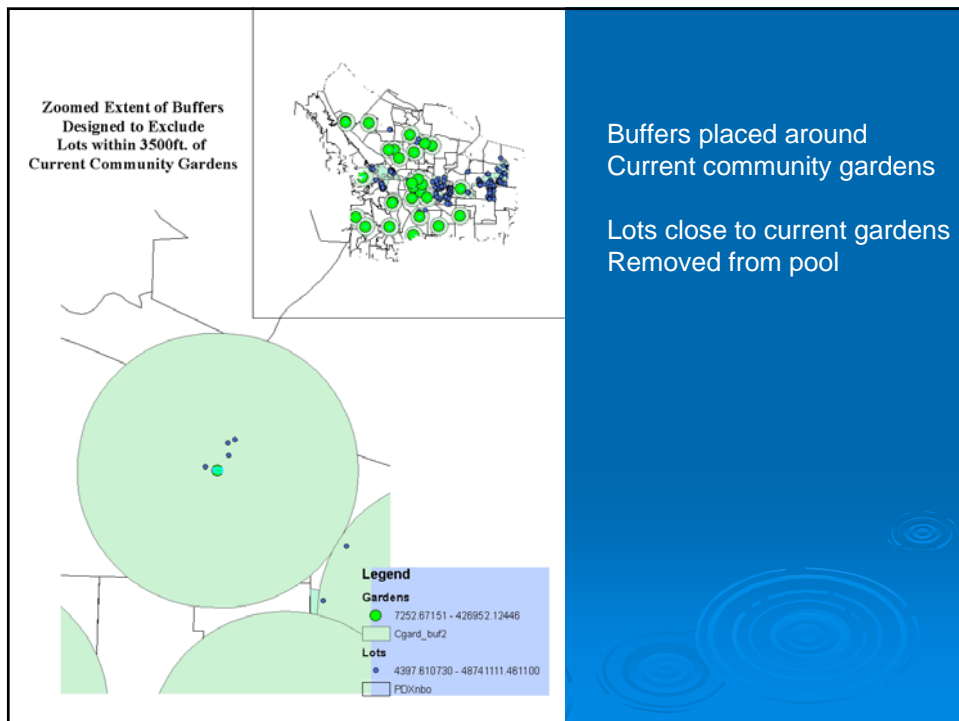 Zoomed Extent of Buffers
Designed to Exclude
Lots within 3500ft. of
Current Community Gardens
Buffers placed around
Current community gardens
Lots close to current gardens
Removed from pool
Legend
Gardens
7252.67151 - 426952.12446
Cgard_buf2
Lots
4397.610730 - 48741111.461100
PDXnbo